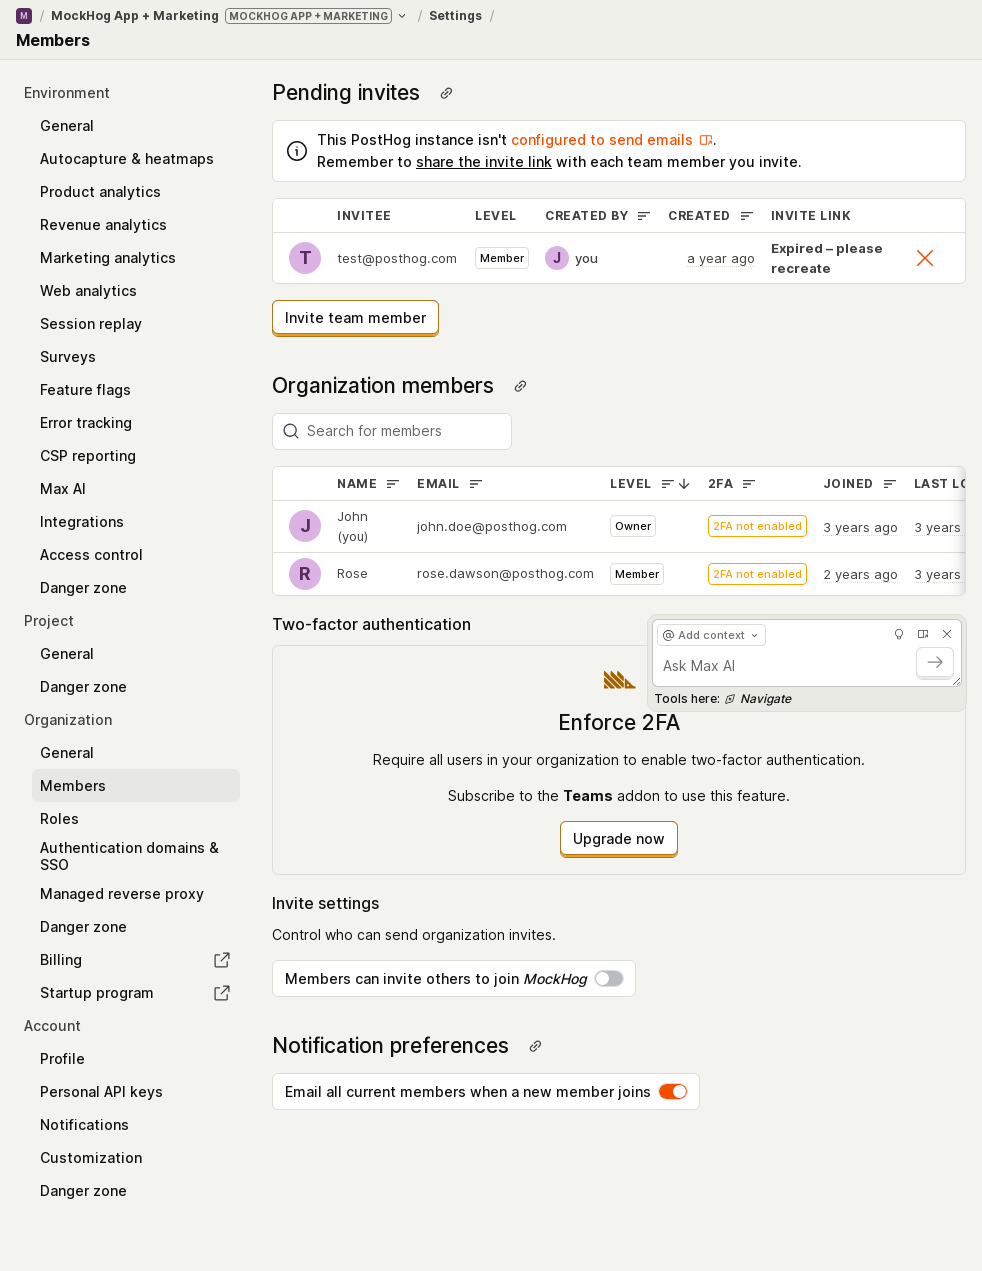 M / MockHog App + Marketing MOCKHOG APP + MARKETING / Settings /
Members
Environment
General
Autocapture & heatmaps
Product analytics
Revenue analytics
Marketing analytics
Web analytics
Session replay
Surveys
Feature flags
Error tracking
CSP reporting
Max AI
Integrations
Access control
Danger zone
Project
General
Danger zone
Organization
General
Members
Roles
Authentication domains &
SSO
Managed reverse proxy
Danger zone
Billing
Startup program
Account
Profile
Personal API keys
Notifications
Customization
Danger zone
Pending invites
This PostHog instance isn't configured to send emails.
Remember to share the invite link with each team member you invite.
INVITEE LEVEL CREATED BY CREATED INVITE LINK
T test@posthog.com Member J you a year ago Expired – please
recreate
Invite team member
Organization members
Search for members
NAME EMAIL LEVEL 2FA JOINED LAST LO
J John
(you) john.doe@posthog.com Owner 2FA not enabled 3 years ago 3 years
R Rose rose.dawson@posthog.com Member 2FA not enabled 2 years ago 3 years
Two-factor authentication
@ Add context
Ask Max AI
Tools here: Navigate
Enforce 2FA
Require all users in your organization to enable two-factor authentication.
Subscribe to the Teams addon to use this feature.
Upgrade now
Invite settings
Control who can send organization invites.
Members can invite others to join MockHog
Notification preferences
Email all current members when a new member joins